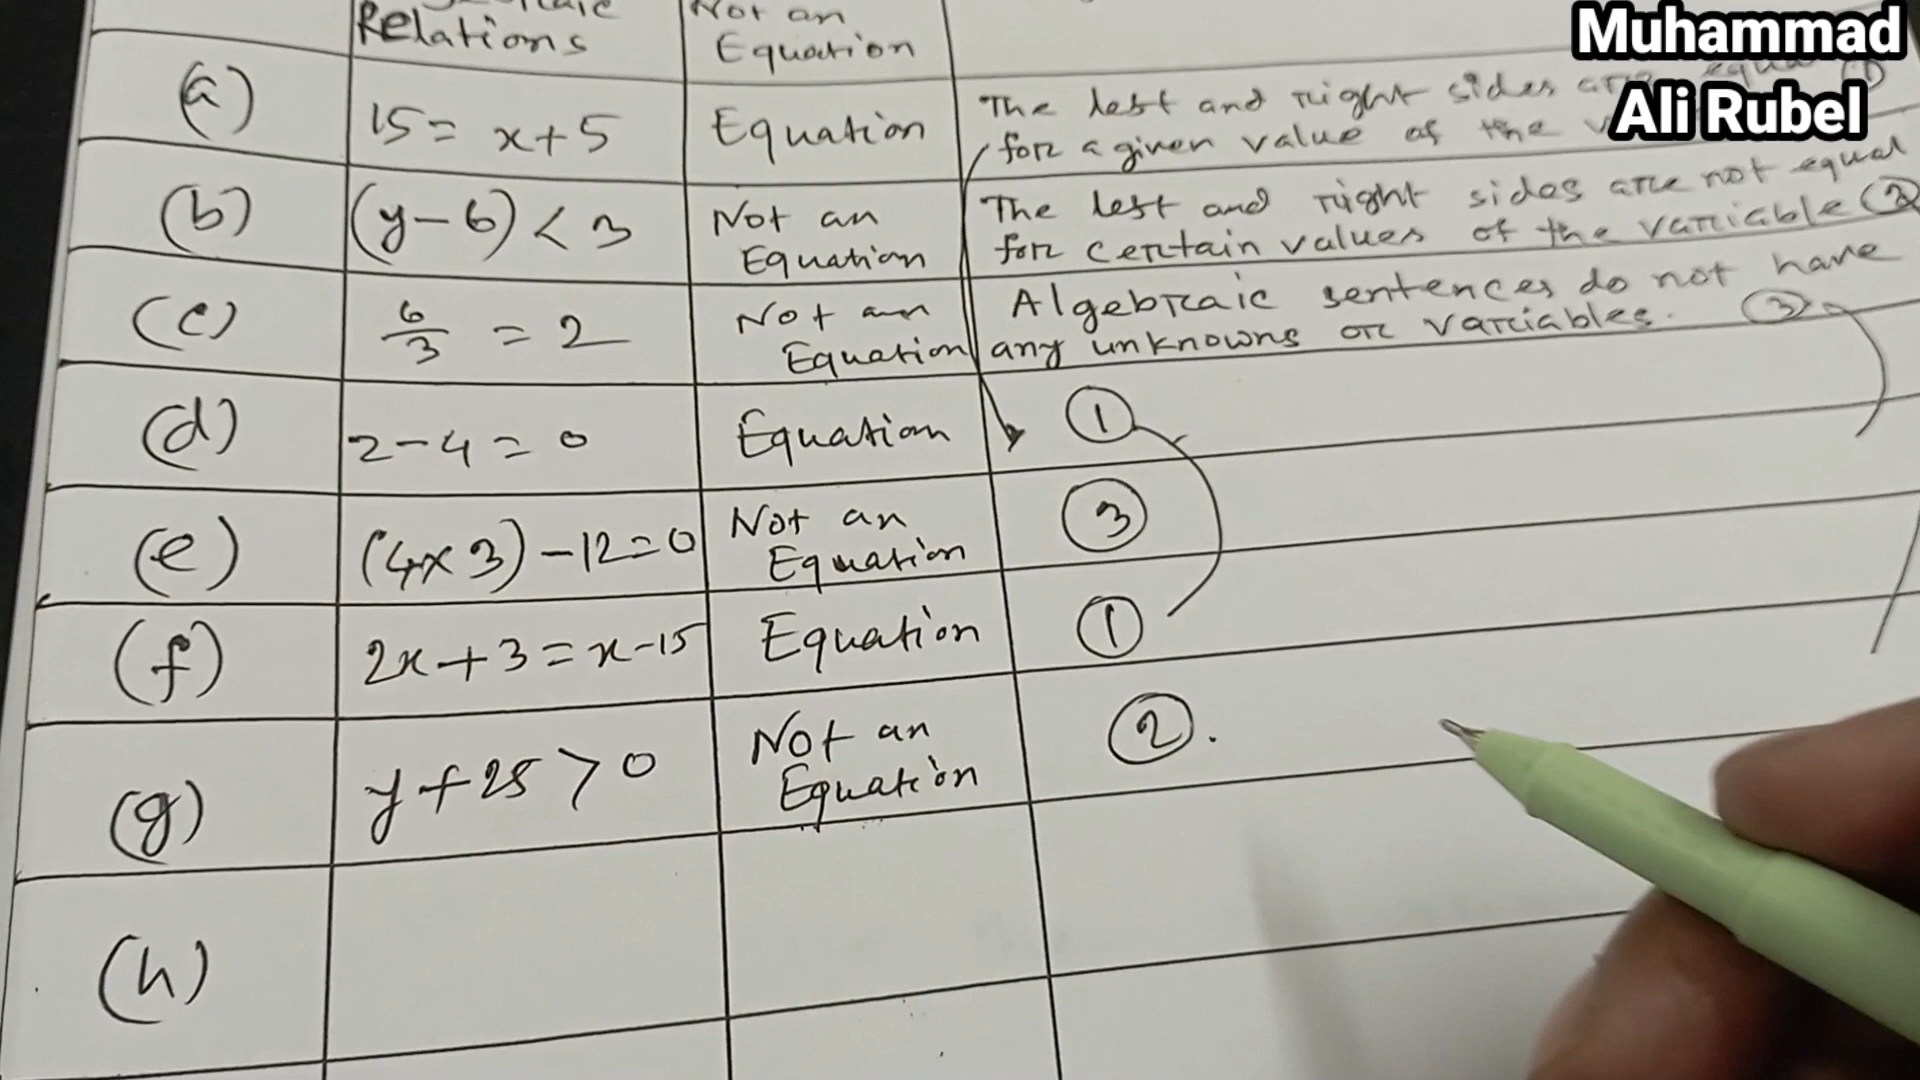 Muhammad
Ali Rubel
Relations
Not an
Equation
(a)
15 = x+5
Equation
The left and right sides are equal
for a given value of the ①
(b)
(y-6) < 3
Not an
Equation
The left and right sides are not equal
for certain values of the variable ②
(c)
6/3 = 2
Not an
Equation
Algebraic sentences do not have
any unknowns or variables. ③
(d)
2-4=0
Equation
①
(e)
(4×3)-12=0
Not an
Equation
③
(f)
2x+3=x-15
Equation
①
(g)
y+25>0
Not an
Equation
②.
(h)